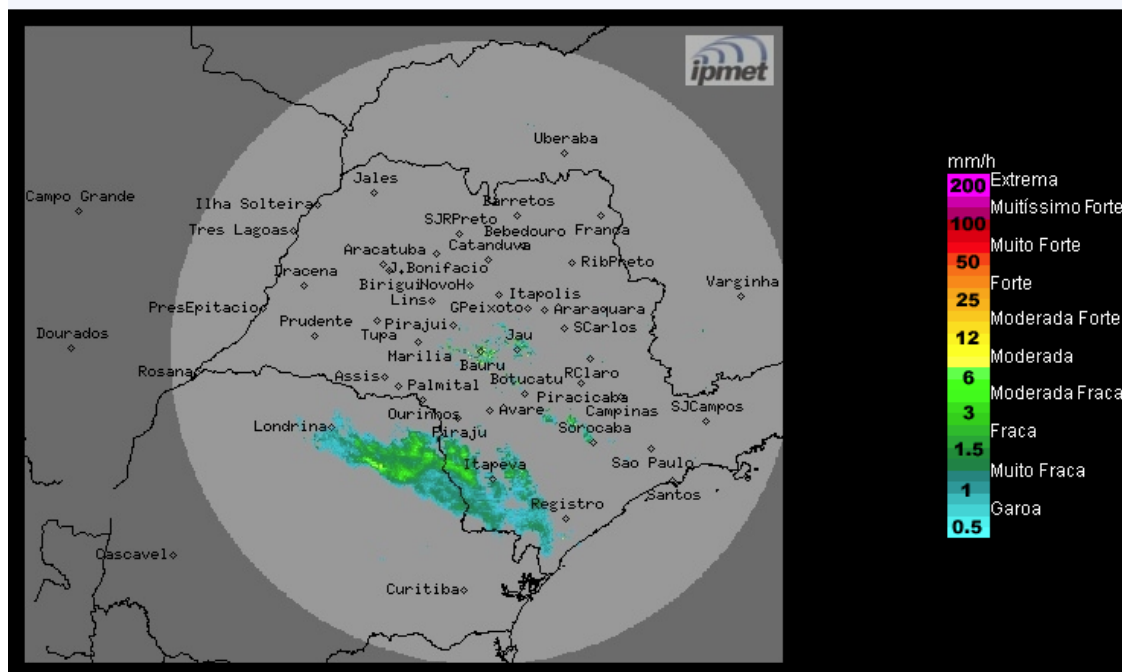 ipmet
Uberaba
Jales
Campo Grande
Ilha Solteira
Barretos
SJRPreto
Tres Lagoas
Bebedouro
Franca
Aracatuba
Catanduva
J.Bonifacio
RibPreto
Dracena
Birigui
NovoH
Varginha
Itapolis
Lins
PresEpitacio
GPeixoto
Araraquara
Prudente
Pirajui
SCarlos
Dourados
Tupa
Jau
Marilia
Bauru
Rosana
Assis
Botucatu
RClaro
Palmital
Piracicaba
Ourinhos
Avare
Campinas
SJCampos
Londrina
Piraju
Sorocaba
Itapeva
Sao Paulo
Santos
Registro
Cascavel
Curitiba
mm/h
200 Extrema
Muitíssimo Forte
100
Muito Forte
50
Forte
25
Moderada Forte
12
Moderada
6
Moderada Fraca
3
Fraca
1.5
Muito Fraca
1
Garoa
0.5